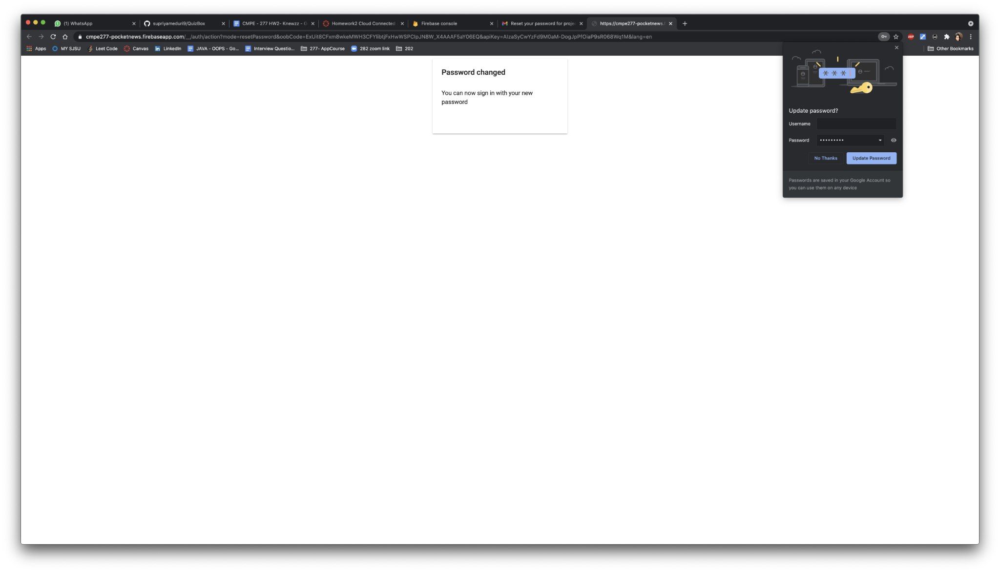 (1) WhatsApp
supriyameduri9/QuizBox
CMPE - 277 HW2- Knewzz - G
Homework2 Cloud Connected
Firebase console
Reset your password for projec
https://cmpe277-pocketnews.f
cmpe277-pocketnews.firebaseapp.com/__/auth/action?mode=resetPassword&oobCode=ExUit8CFxm8wkeMWH3CFYlibtjFxHwWSPCIpJN8W_X4AAAF5aY06EQ&apiKey=AIzaSyCwYzFd9M0aM-DogJpPfOiaP9sR068Wq1M&lang=en
ABP
Apps
MY SJSU
Leet Code
Canvas
LinkedIn
JAVA - OOPS - Go...
Interview Questio...
277- AppCourse
282 zoom link
202
Other Bookmarks
Password changed
You can now sign in with your new
password
Update password?
Username
Password •••••••••
No Thanks
Update Password
Passwords are saved in your Google Account so
you can use them on any device